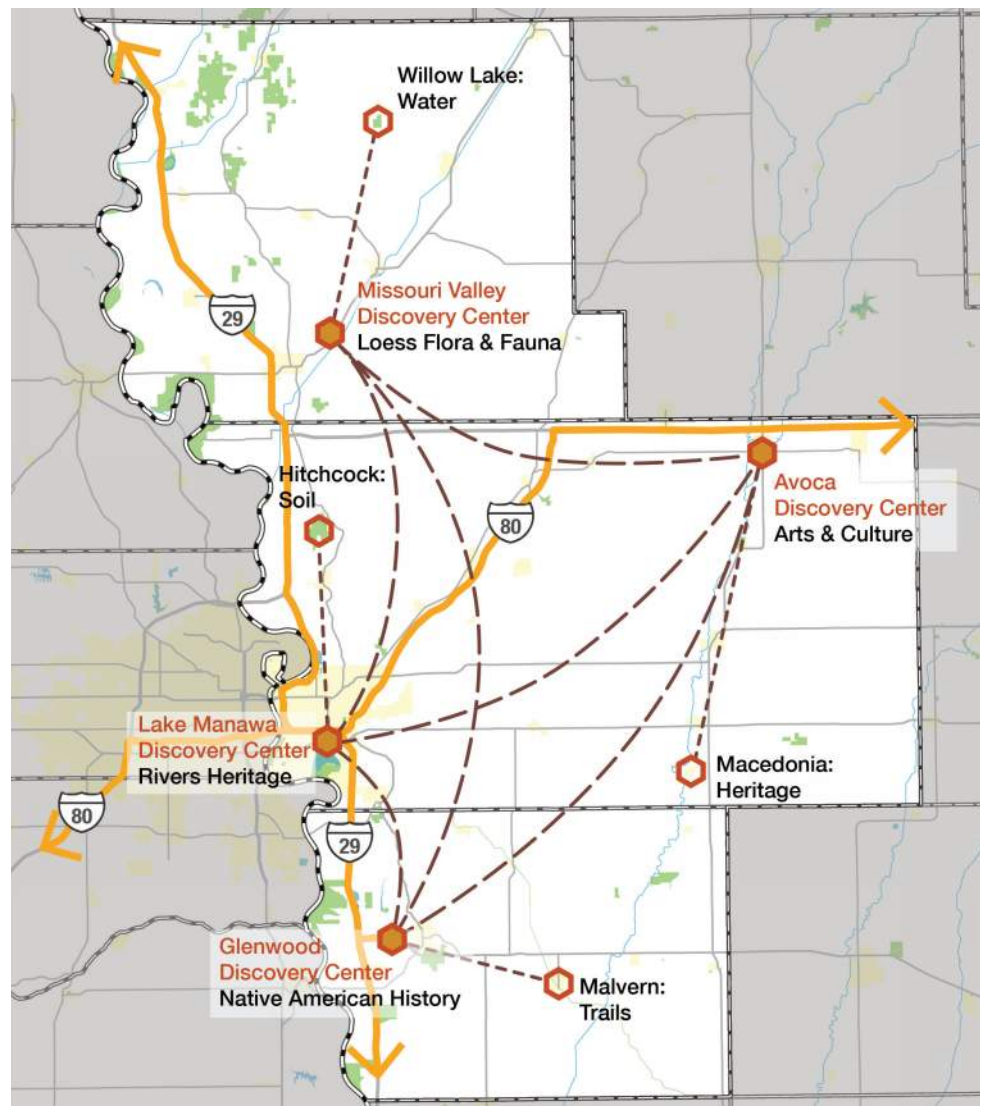 Willow Lake:
Water
Missouri Valley
Discovery Center
Loess Flora & Fauna
29
Hitchcock:
Soil
80
Avoca
Discovery Center
Arts & Culture
Lake Manawa
Discovery Center
Rivers Heritage
Macedonia:
Heritage
80
29
Glenwood
Discovery Center
Native American History
Malvern:
Trails